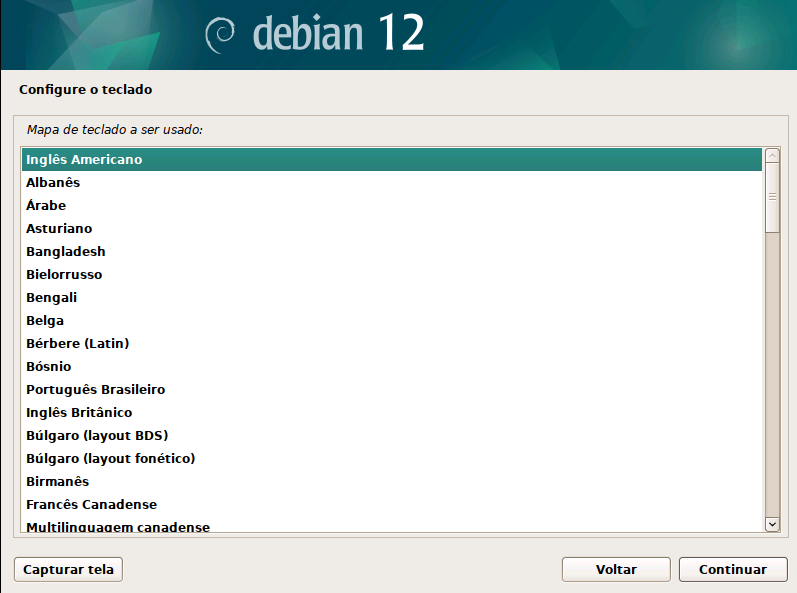 debian 12
Configure o teclado
Mapa de teclado a ser usado:
Inglês Americano
Albanês
Árabe
Asturiano
Bangladesh
Bielorrusso
Bengali
Belga
Bérbere (Latin)
Bósnio
Português Brasileiro
Inglês Britânico
Búlgaro (layout BDS)
Búlgaro (layout fonético)
Birmanês
Francês Canadense
Multilinguagem canadense
Capturar tela
Voltar
Continuar